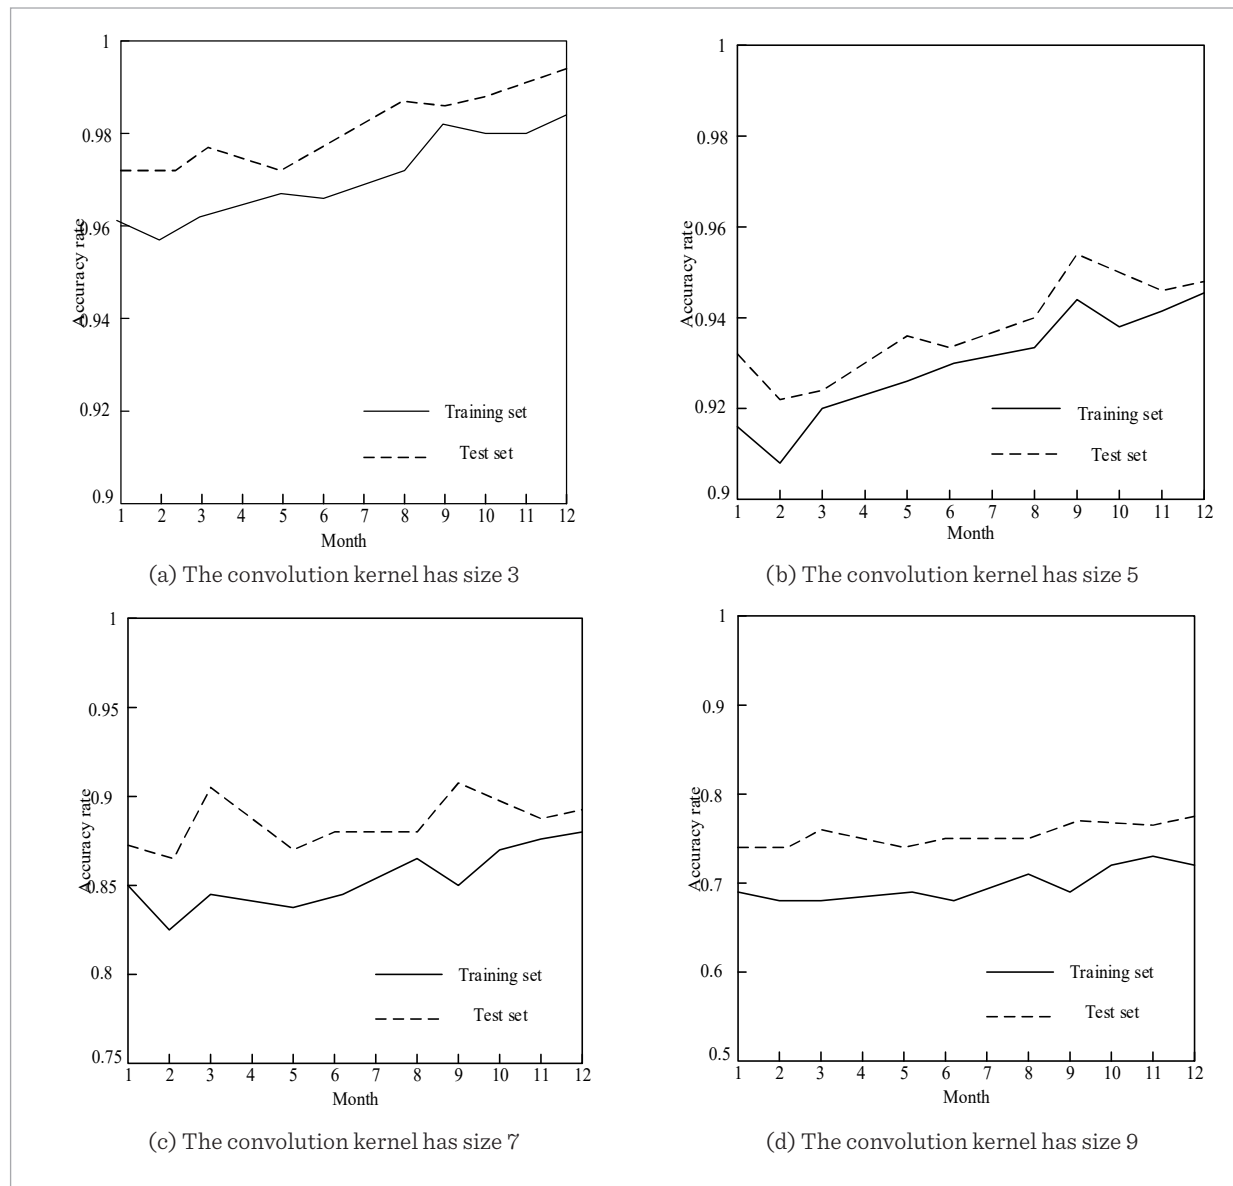 1
0.98
0.96
0.94
0.92
0.9
Accuracy rate
Training set
Test set
1 2 3 4 5 6 7 8 9 10 11 12
Month
(a) The convolution kernel has size 3
1
0.98
0.96
0.94
0.92
0.9
Accuracy rate
Training set
Test set
1 2 3 4 5 6 7 8 9 10 11 12
Month
(b) The convolution kernel has size 5
1
0.95
0.9
0.85
0.8
0.75
Accuracy rate
Training set
Test set
1 2 3 4 5 6 7 8 9 10 11 12
Month
(c) The convolution kernel has size 7
1
0.9
0.8
0.7
0.6
0.5
Accuracy rate
Training set
Test set
1 2 3 4 5 6 7 8 9 10 11 12
Month
(d) The convolution kernel has size 9